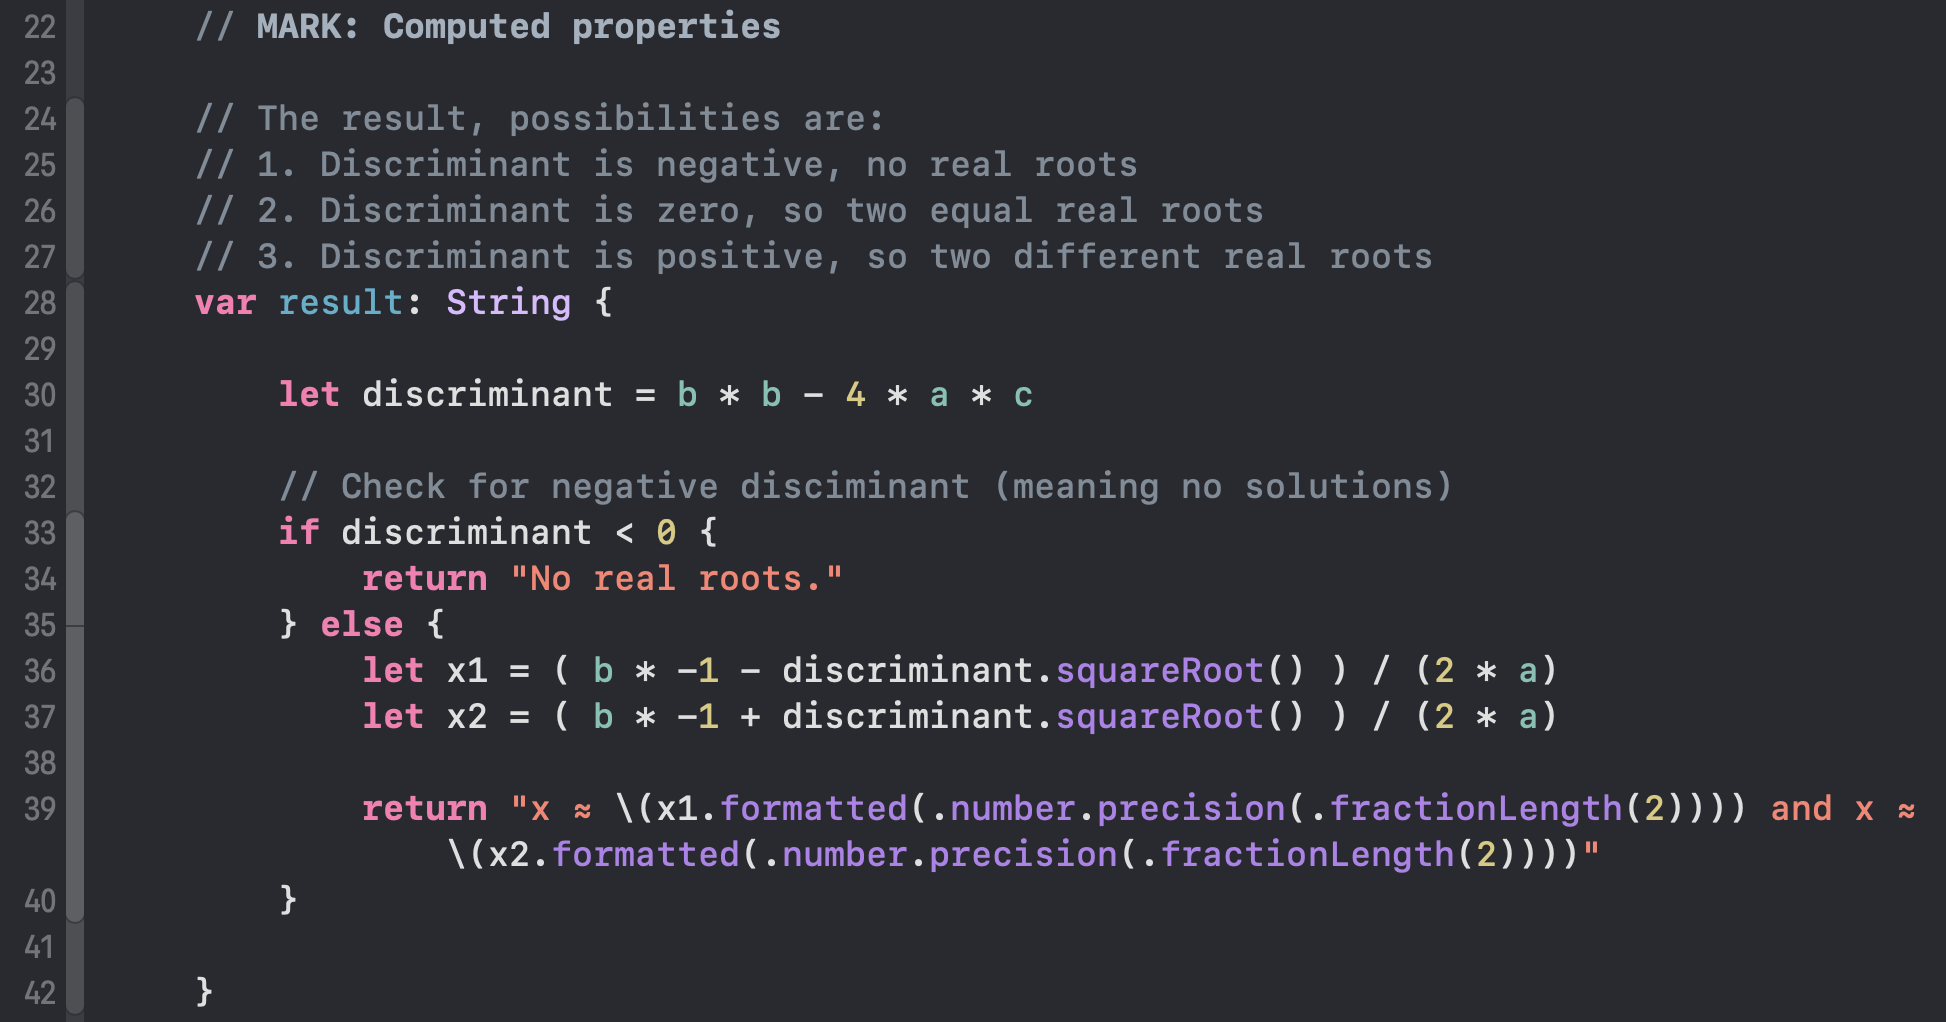 22 // MARK: Computed properties
23
24 // The result, possibilities are:
25 // 1. Discriminant is negative, no real roots
26 // 2. Discriminant is zero, so two equal real roots
27 // 3. Discriminant is positive, so two different real roots
28 var result: String {
29
30 let discriminant = b * b - 4 * a * c
31
32 // Check for negative disciminant (meaning no solutions)
33 if discriminant < 0 {
34 return "No real roots."
35 } else {
36 let x1 = ( b * -1 - discriminant.squareRoot() ) / (2 * a)
37 let x2 = ( b * -1 + discriminant.squareRoot() ) / (2 * a)
38
39 return "x ≈ \(x1.formatted(.number.precision(.fractionLength(2)))) and x ≈
\(x2.formatted(.number.precision(.fractionLength(2))))"
40 }
41
42 }